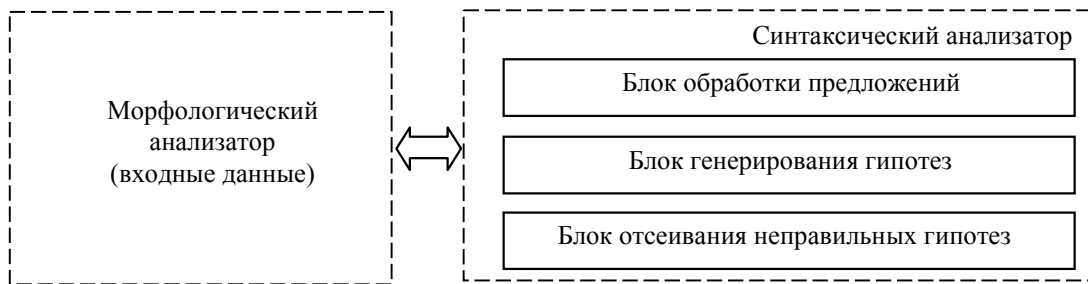 Морфологический
анализатор
(входные данные)
Синтаксический анализатор
Блок обработки предложений
Блок генерирования гипотез
Блок отсеивания неправильных гипотез